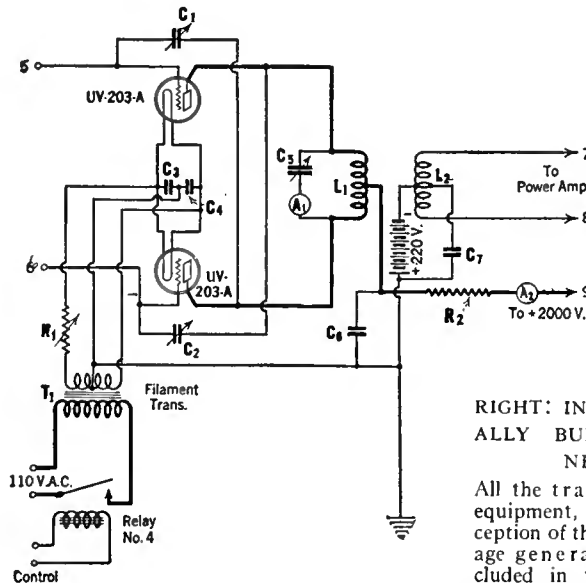 C1
5
UV-203-A
C3
C5
7
To
L1
L2
Power Amp
A1
C4
8
+220 V.
C7
6
UV-
203-A
R1
R2
A2
9
To +2000 V.
C2
C6
T1
Filament
Trans.
110 V.A.C.
Relay
No. 4
Control
RIGHT: IN
ALLY BU
NE
All the tra
equipment,
ception of th
age genera
cluded in